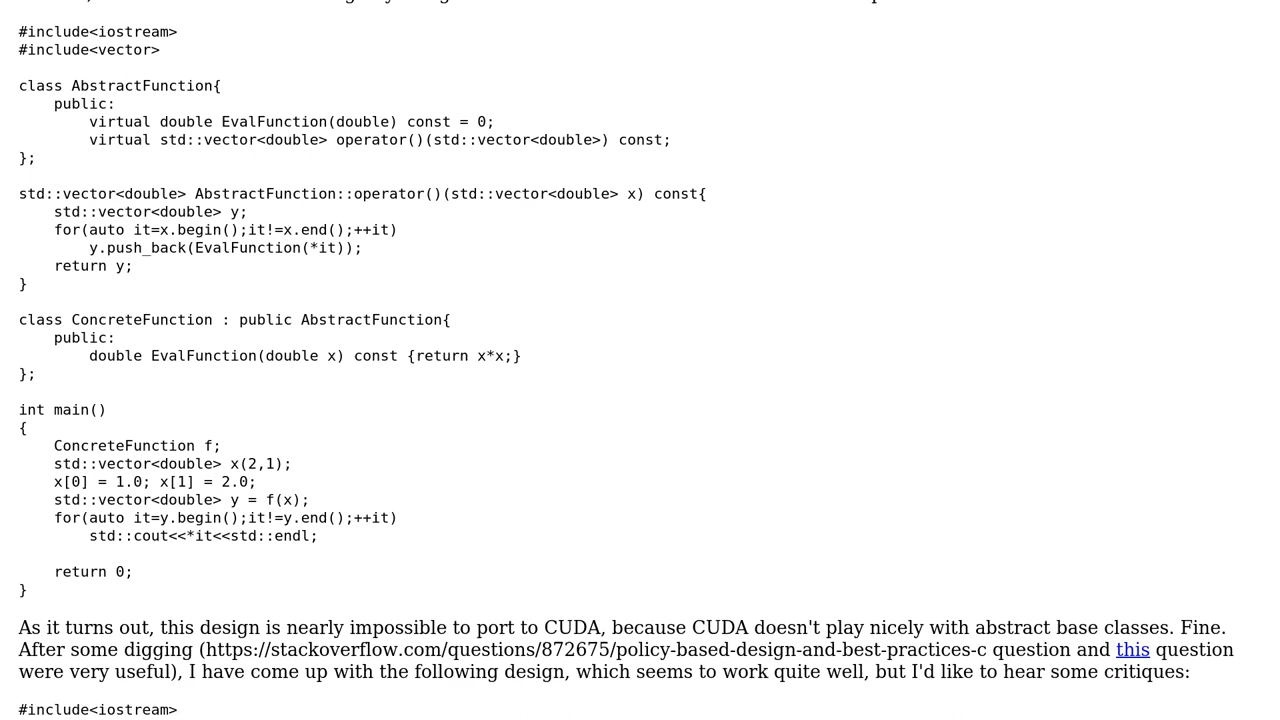 #include<iostream>
#include<vector>
class AbstractFunction{
    public:
        virtual double EvalFunction(double) const = 0;
        virtual std::vector<double> operator()(std::vector<double>) const;
};
std::vector<double> AbstractFunction::operator()(std::vector<double> x) const{
    std::vector<double> y;
    for(auto it=x.begin();it!=x.end();++it)
        y.push_back(EvalFunction(*it));
    return y;
}
class ConcreteFunction : public AbstractFunction{
    public:
        double EvalFunction(double x) const {return x*x;}
};
int main()
{
    ConcreteFunction f;
    std::vector<double> x(2,1);
    x[0] = 1.0; x[1] = 2.0;
    std::vector<double> y = f(x);
    for(auto it=y.begin();it!=y.end();++it)
        std::cout<<*it<<std::endl;
    return 0;
}
As it turns out, this design is nearly impossible to port to CUDA, because CUDA doesn't play nicely with abstract base classes. Fine.
After some digging (https://stackoverflow.com/questions/872675/policy-based-design-and-best-practices-c question and this question
were very useful), I have come up with the following design, which seems to work quite well, but I'd like to hear some critiques:
#include<iostream>